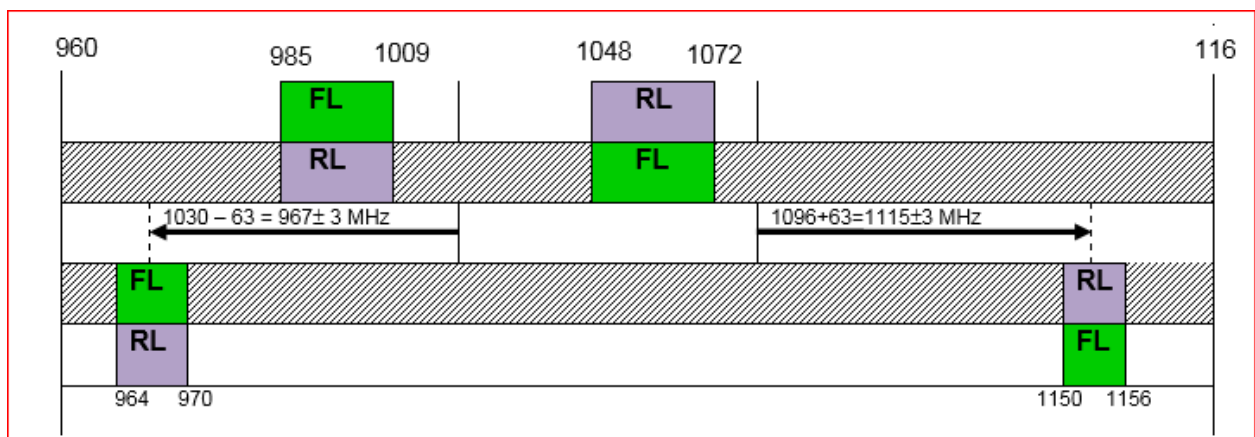 960 985 1009 1048 1072 116
FL RL
RL FL
1030 – 63 = 967± 3 MHz 1096+63=1115±3 MHz
FL RL
RL FL
964 970 1150 1156